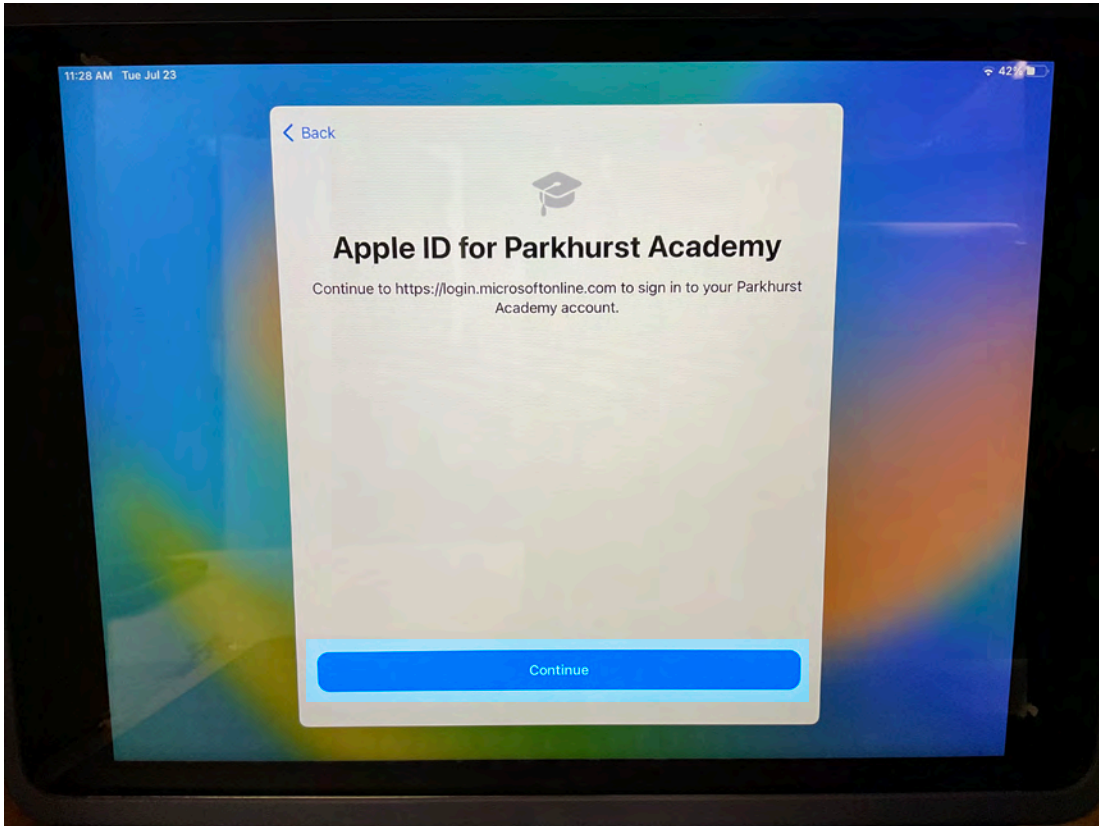 11:28 AM Tue Jul 23
42%
Back
Apple ID for Parkhurst Academy
Continue to https://login.microsoftonline.com to sign in to your Parkhurst
Academy account.
Continue